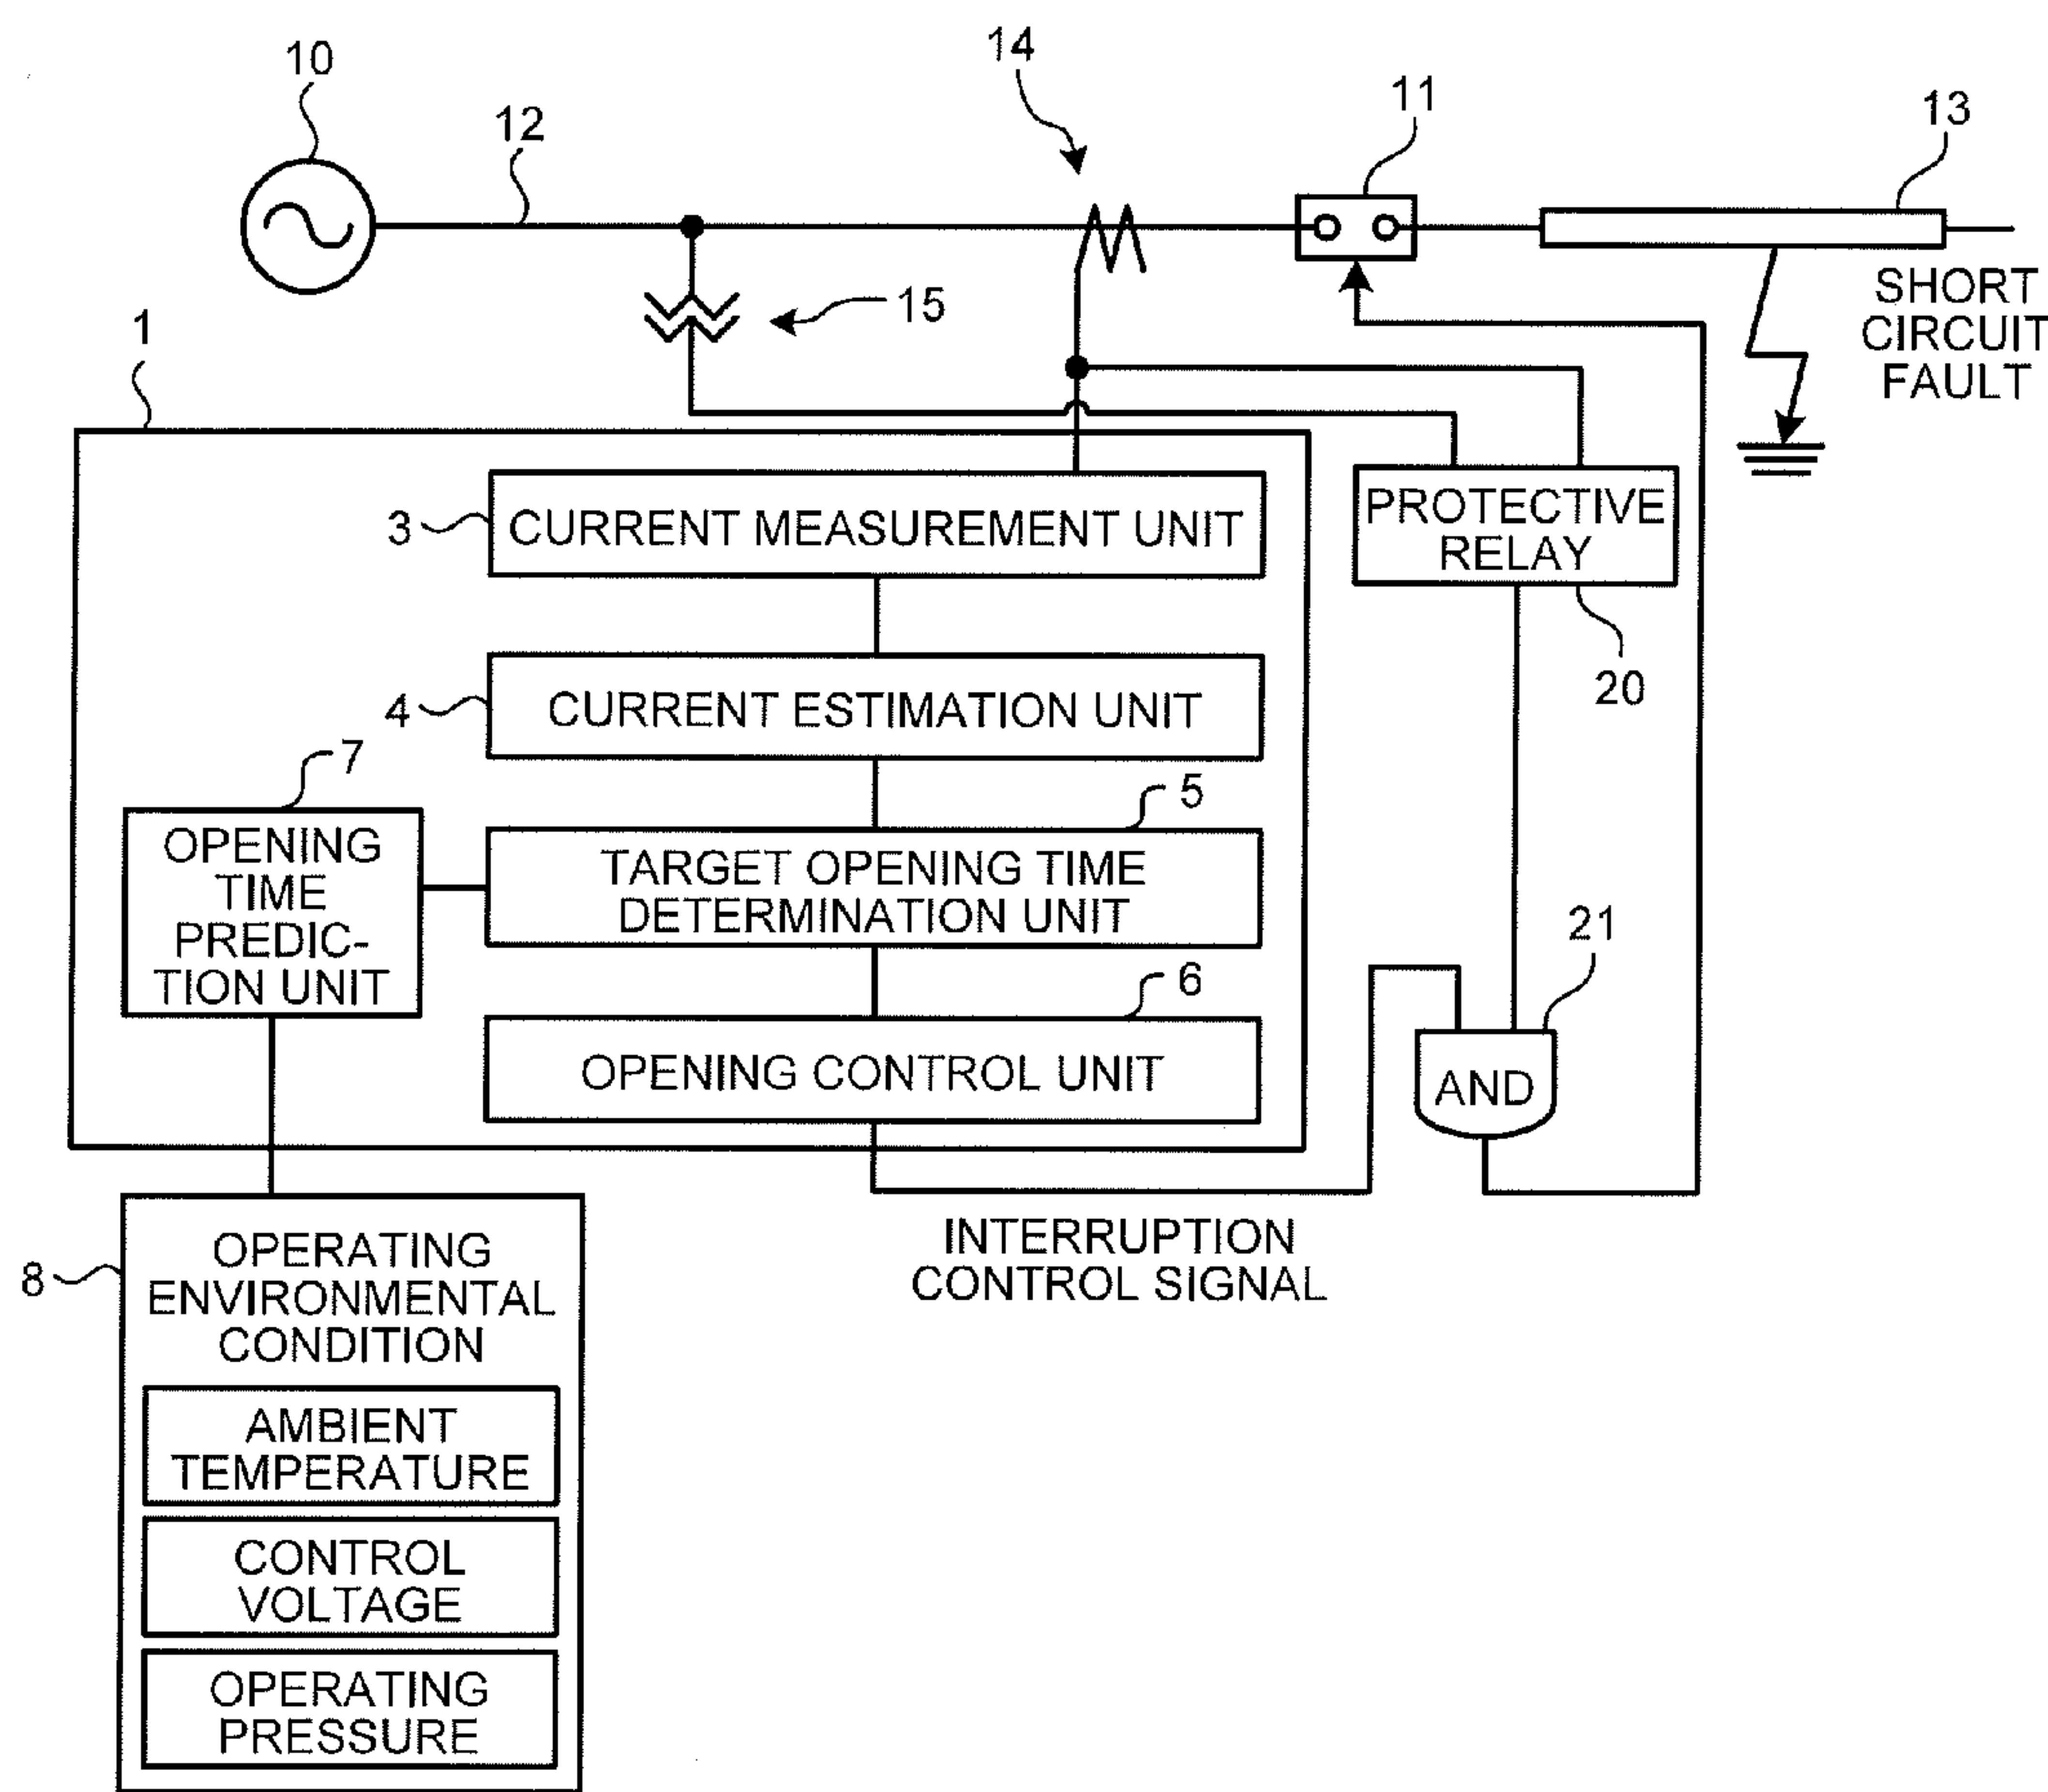 10
12
14
11
13
15
SHORT
CIRCUIT
FAULT
1
3
CURRENT MEASUREMENT UNIT
PROTECTIVE
RELAY
20
4
CURRENT ESTIMATION UNIT
7
OPENING
TIME
PREDIC-
TION UNIT
5
TARGET OPENING TIME
DETERMINATION UNIT
21
AND
6
OPENING CONTROL UNIT
INTERRUPTION
CONTROL SIGNAL
8
OPERATING
ENVIRONMENTAL
CONDITION
AMBIENT
TEMPERATURE
CONTROL
VOLTAGE
OPERATING
PRESSURE